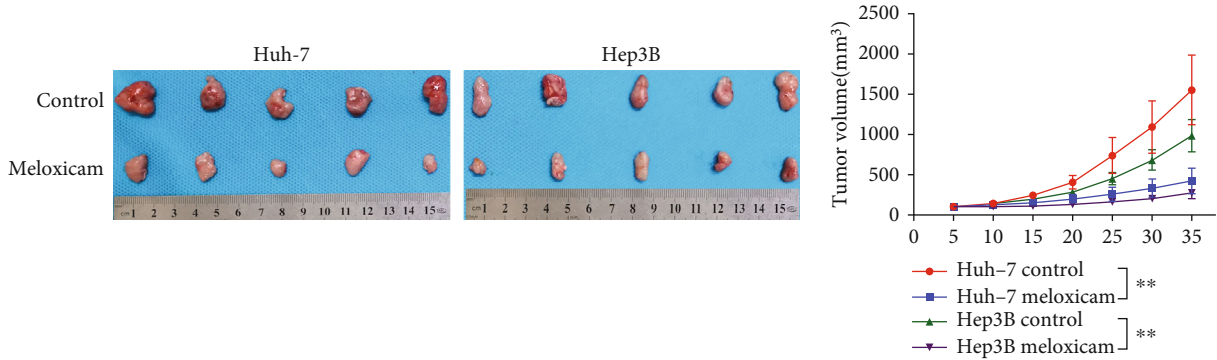 Huh-7
Hep3B
Control
Meloxicam
cm 1 2 3 4 5 6 7 8 9 10 11 12 13 14 15
cm 1 2 3 4 5 6 7 8 9 10 11 12 13 14 15
Tumor volume(mm³)
2500
2000
1500
1000
500
0
0 5 10 15 20 25 30 35
Huh–7 control
Huh–7 meloxicam
**
Hep3B control
Hep3B meloxicam
**